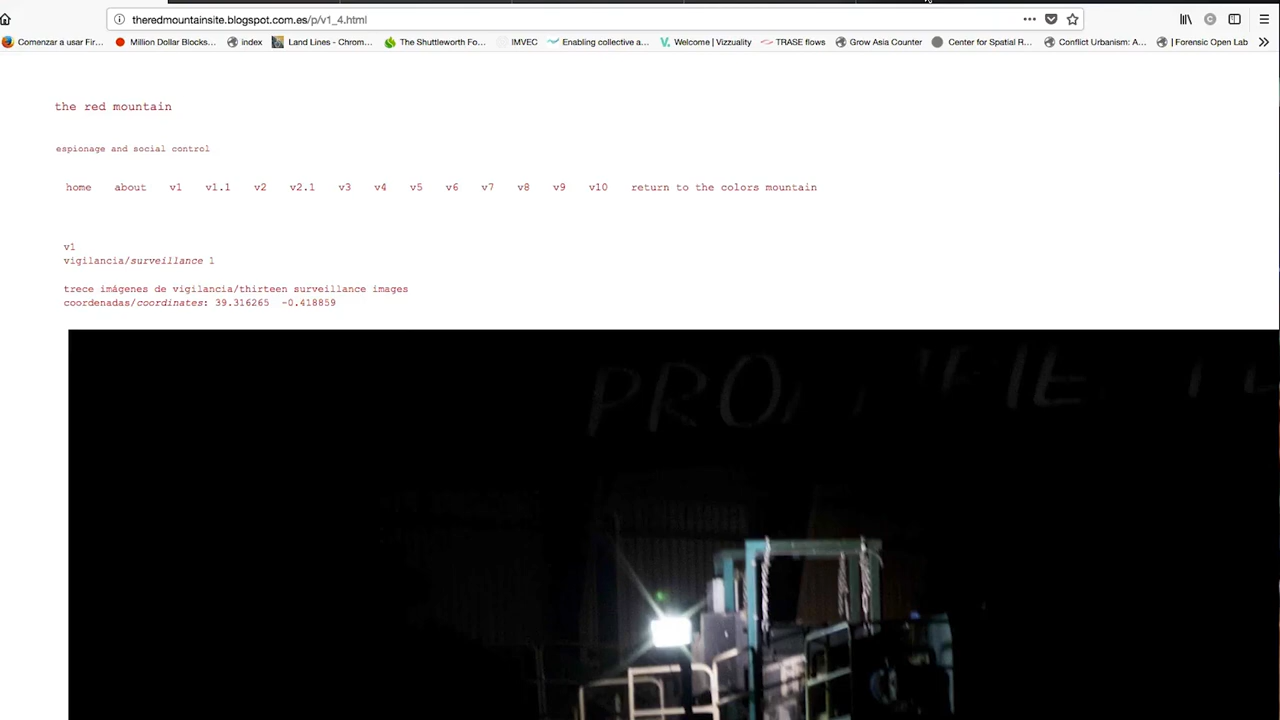 theredmountainsite.blogspot.com.es/p/v1_4.html
Comenzar a usar Fir... Million Dollar Blocks... index Land Lines - Chrom... The Shuttleworth Fo... IMVEC Enabling collective a... Welcome | Vizzuality TRASE flows Grow Asia Counter Center for Spatial R... Conflict Urbanism: A... | Forensic Open Lab
the red mountain
espionage and social control
home about v1 v1.1 v2 v2.1 v3 v4 v5 v6 v7 v8 v9 v10 return to the colors mountain
v1
vigilancia/surveillance 1
trece imágenes de vigilancia/thirteen surveillance images
coordenadas/coordinates: 39.316265 -0.418859